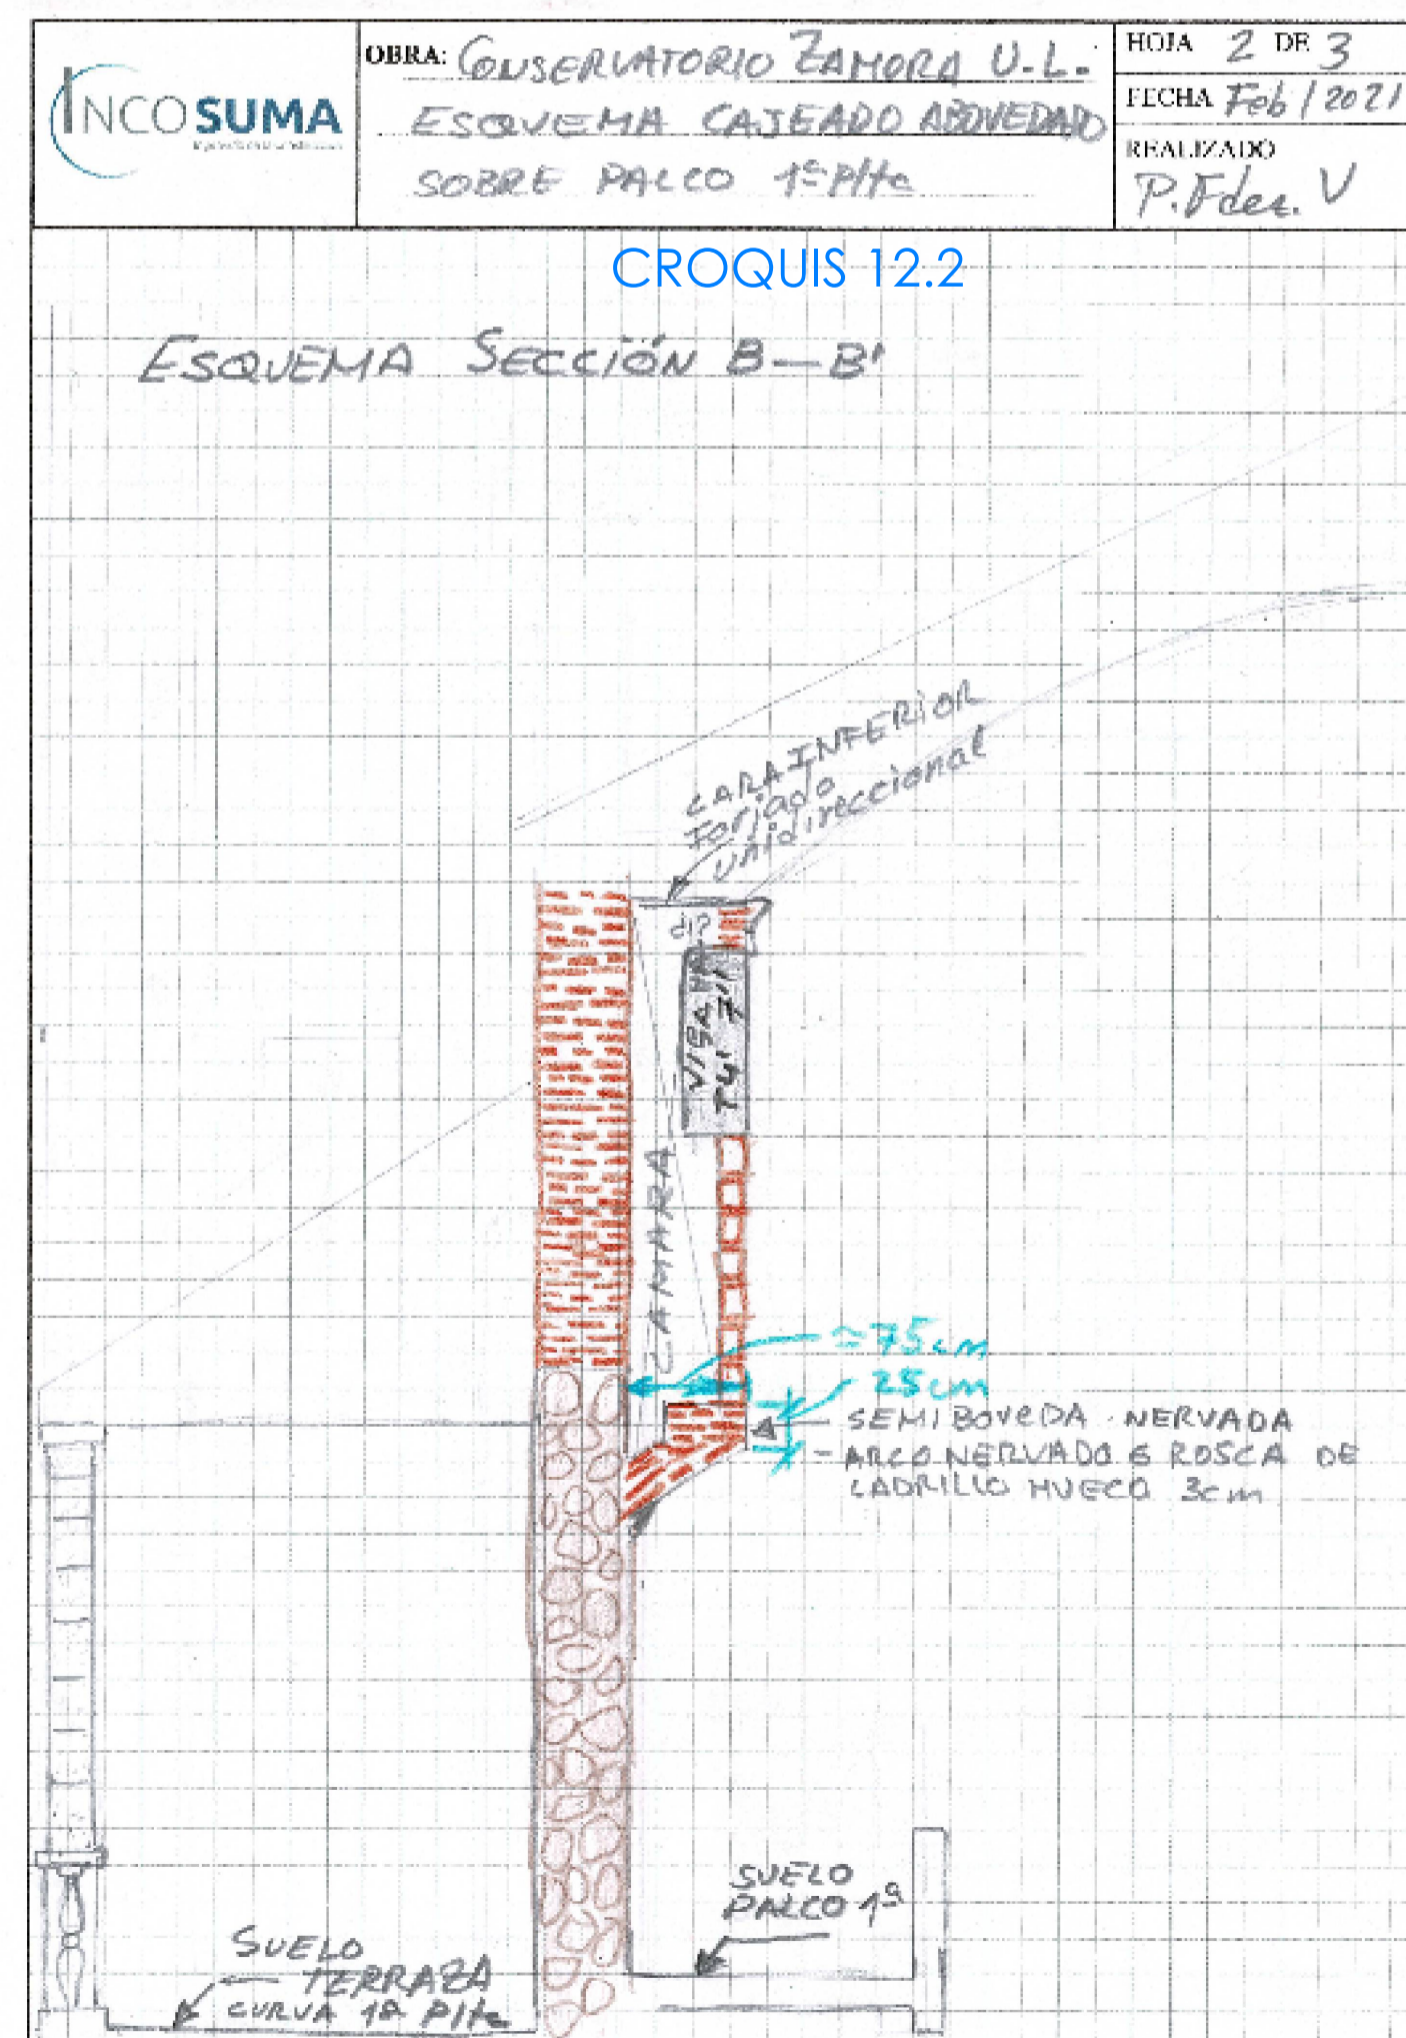 INCOSUMA
OBRA: CONSERVATORIO ZAMORA U.L.
ESQUEMA CAJEADO ABOVEDADO
SOBRE PALCO 1ª Plta
HOJA 2 DE 3
FECHA Feb/2021
REALIZADO
P. Fdez. V
CROQUIS 12.2
ESQUEMA SECCIÓN B-B'
CARA INFERIOR
Forjado
unidireccional
VIGA
CAMARA
≈75cm
25cm
SEMIBOVEDA NERVADA
- ARCO NERVADO 6 ROSCA DE
LADRILLO HUECO 3cm
SUELO
PALCO 1ª
SUELO
TERRAZA
CURVA 1ª Plta